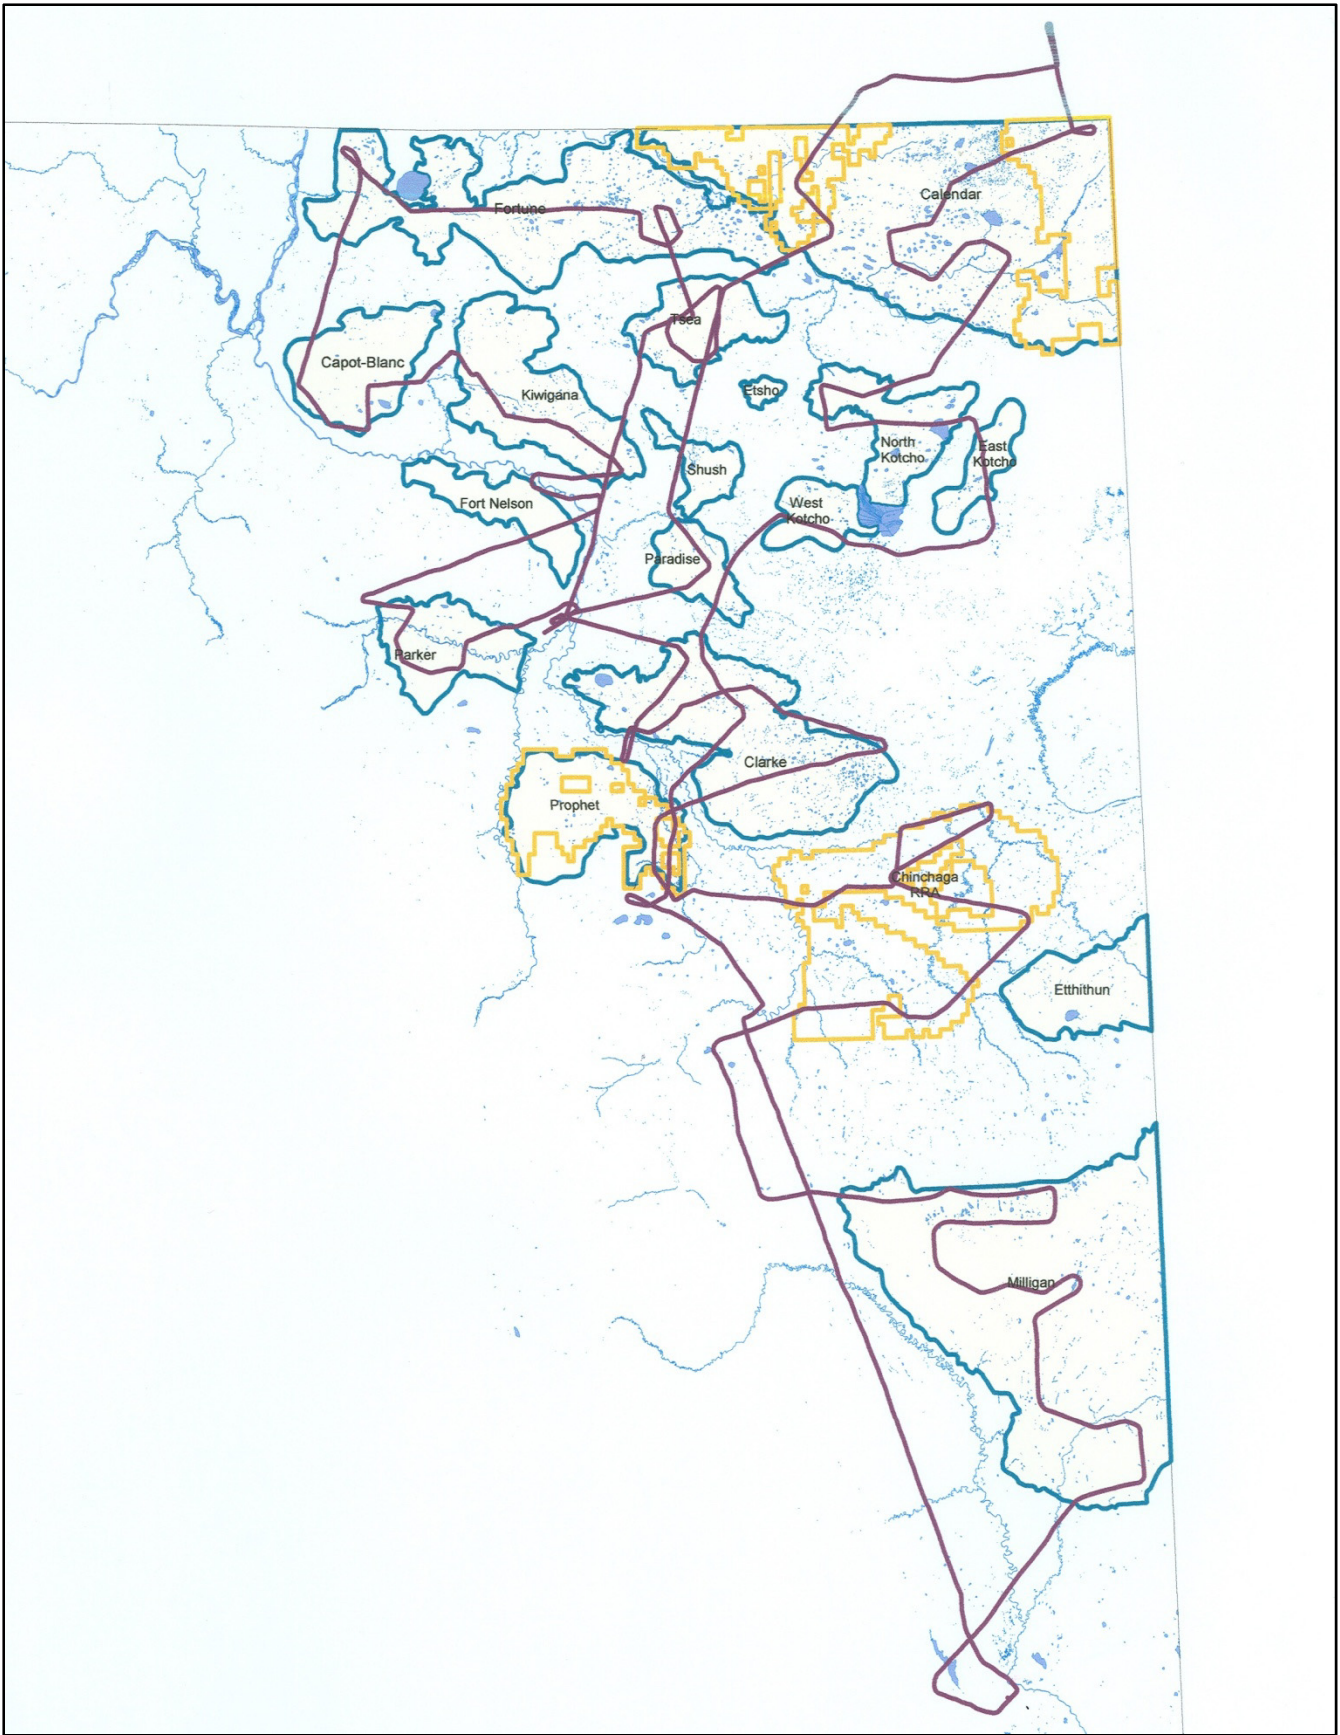 Calendar
Fortune
Tsea
Capot-Blanc
Etsho
Kiwigana
North
Kotcho
East
Kotcho
Shush
Fort Nelson
West
Kotcho
Paradise
Parker
Clarke
Prophet
Chinchaga
RRA
Etthithun
Milligan